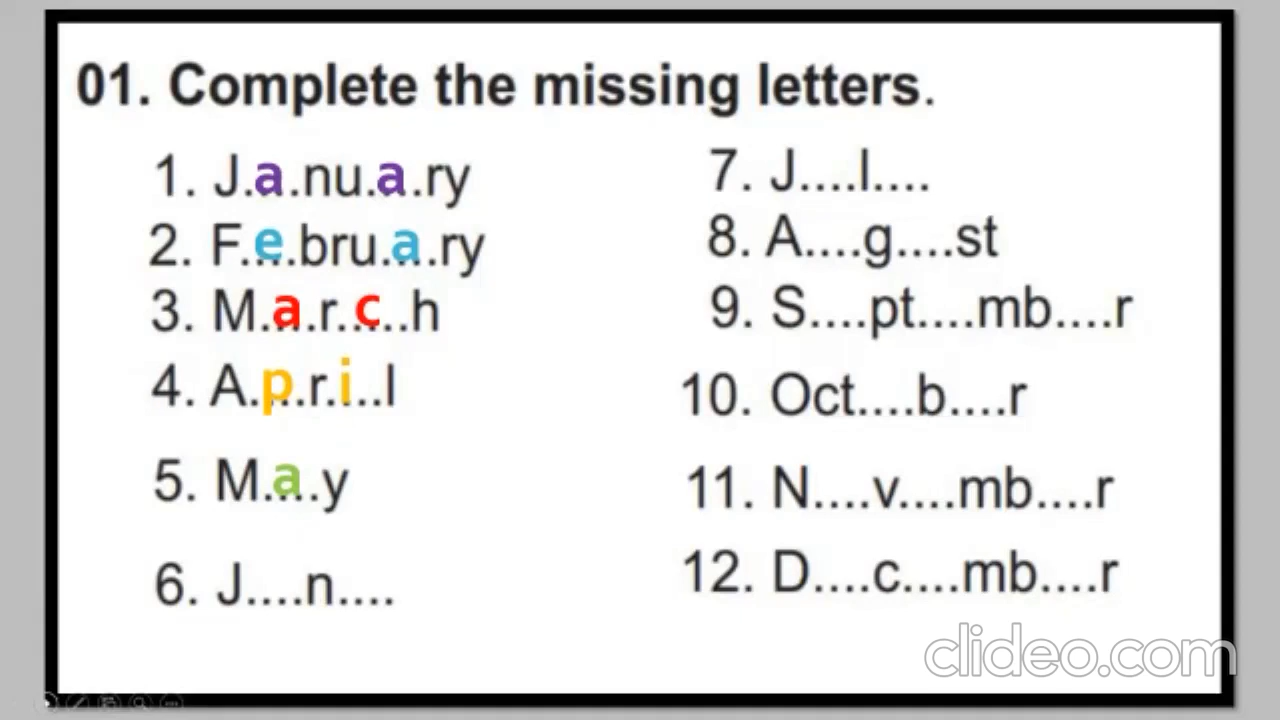 01. Complete the missing letters.
1. J.a.nu.a.ry
2. F.e..bru.a..ry
3. M.a..r.c...h
4. A.p..r.i..l
5. M.a..y
6. J....n....
7. J....l....
8. A....g....st
9. S....pt....mb....r
10. Oct....b....r
11. N....v....mb....r
12. D....c....mb....r
clideo.com